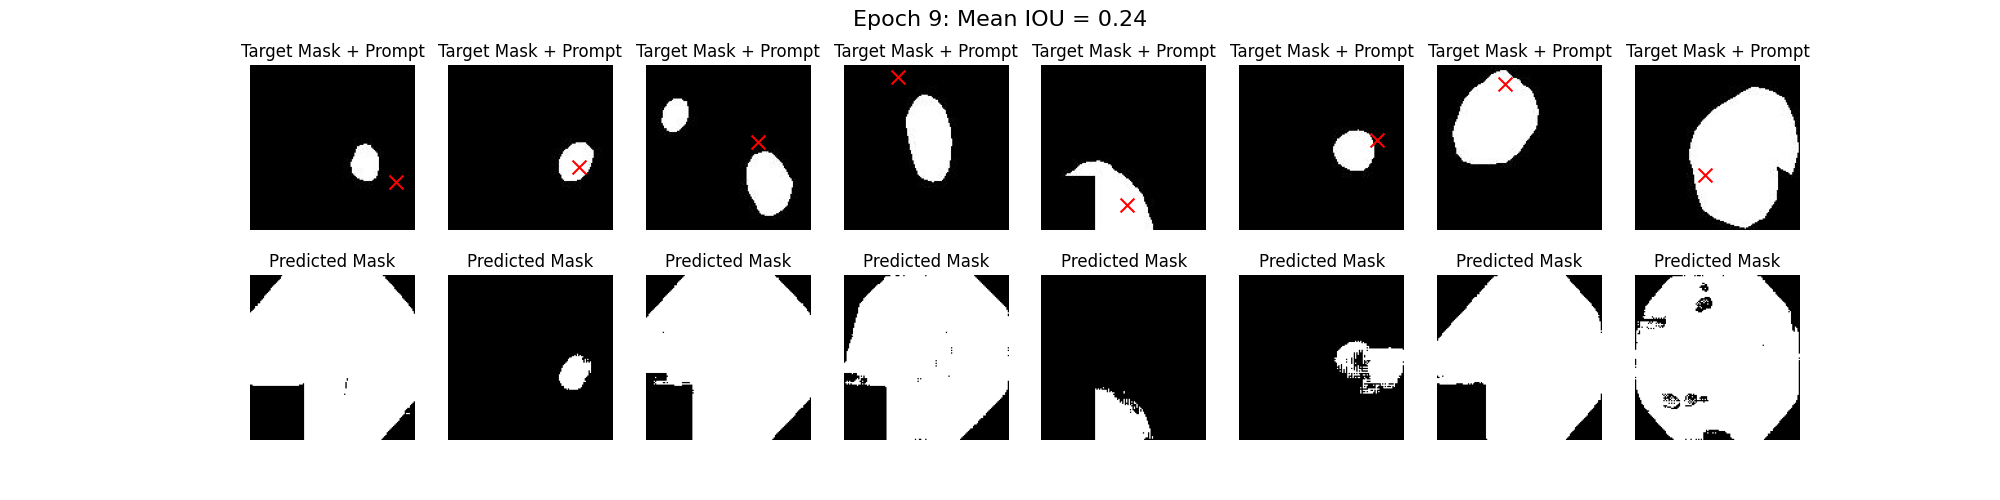 Epoch 9: Mean IOU = 0.24
Target Mask + Prompt Target Mask + Prompt Target Mask + Prompt Target Mask + Prompt Target Mask + Prompt Target Mask + Prompt Target Mask + Prompt Target Mask + Prompt
Predicted Mask Predicted Mask Predicted Mask Predicted Mask Predicted Mask Predicted Mask Predicted Mask Predicted Mask